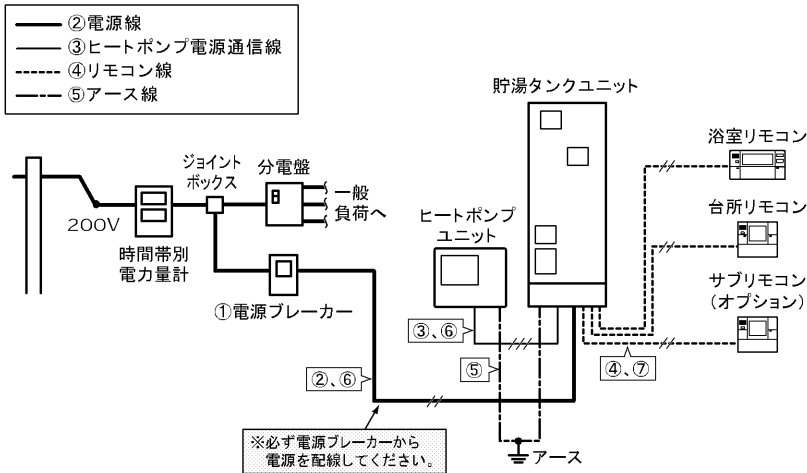 ②電源線
③ヒートポンプ電源通信線
④リモコン線
⑤アース線
貯湯タンクユニット
浴室リモコン
ジョイント
ボックス
分電盤
一般
負荷へ
200V
時間帯別
電力量計
①電源ブレーカー
ヒートポンプ
ユニット
台所リモコン
サブリモコン
(オプション)
③、⑥
②、⑥
⑤
④、⑦
※必ず電源ブレーカーから
電源を配線してください。
アース